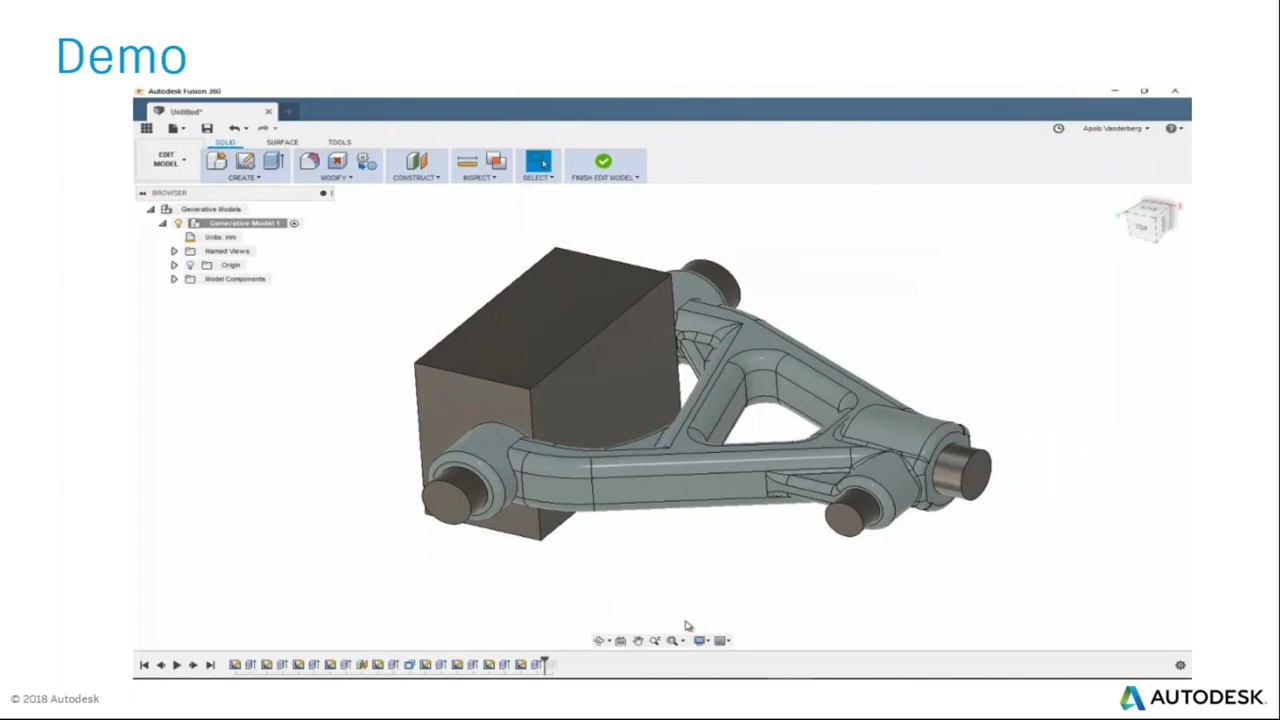 Demo
Autodesk Fusion 360
Untitled*
Apolo Vanderberg
SOLID SURFACE TOOLS
EDIT MODEL
CREATE MODIFY CONSTRUCT INSPECT SELECT FINISH EDIT MODEL
BROWSER
Generative Models
Generative Model 1
Units: mm
Named Views
Origin
Model Components
TOP
© 2018 Autodesk
AUTODESK.